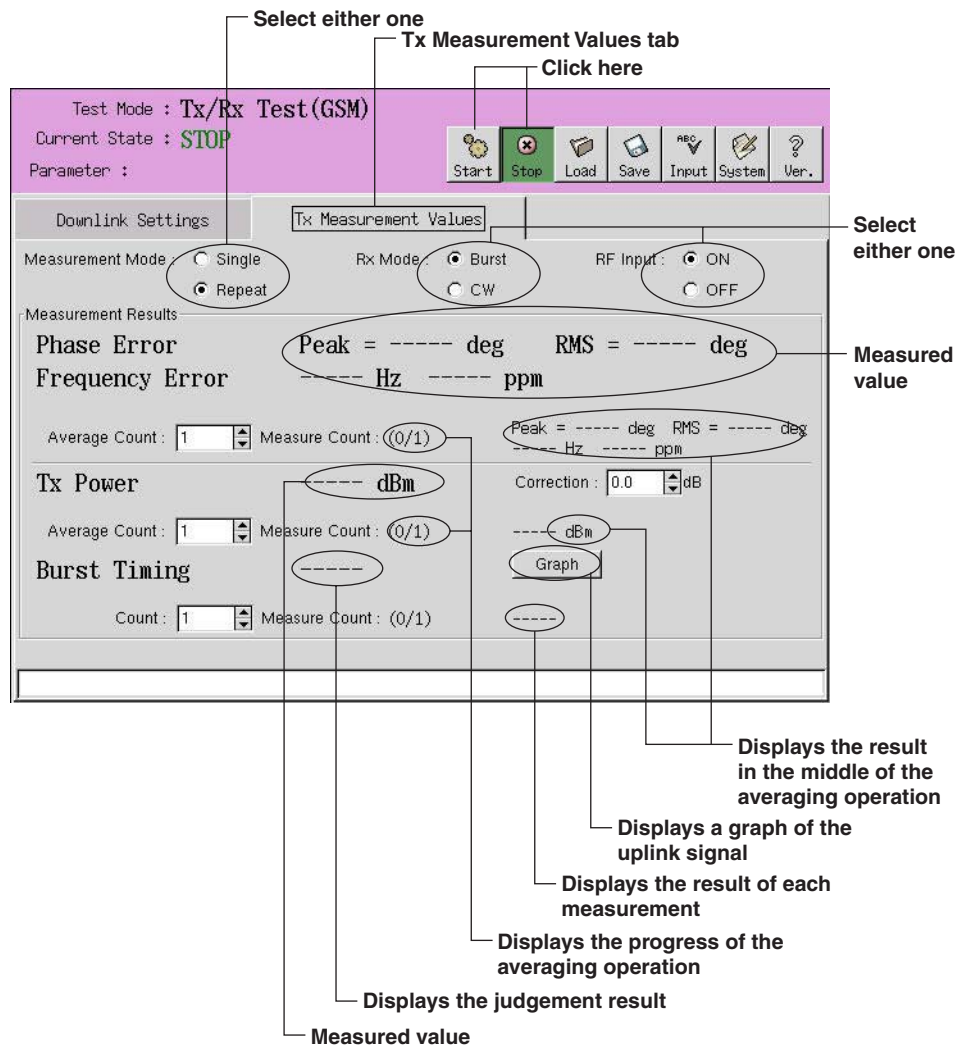 Select either one
Tx Measurement Values tab
Click here
Test Mode : Tx/Rx Test(GSM)
Current State : STOP
Parameter :
Start Stop Load Save ABC Input System ? Ver.
Downlink Settings Tx Measurement Values
Select
either one
Measurement Mode : Single Rx Mode : Burst RF Input : ON
Repeat CW OFF
Measurement Results
Phase Error Peak = ----- deg RMS = ----- deg
Measured
value
Frequency Error ----- Hz ----- ppm
Average Count : 1 Measure Count : (0/1) Peak = ----- deg RMS = ----- deg
----- Hz ----- ppm
Tx Power ----- dBm Correction : 0.0 dB
Average Count : 1 Measure Count : (0/1) ----- dBm
Burst Timing ----- Graph
Count : 1 Measure Count : (0/1) -----
Displays the result
in the middle of the
averaging operation
Displays a graph of the
uplink signal
Displays the result of each
measurement
Displays the progress of the
averaging operation
Displays the judgement result
Measured value